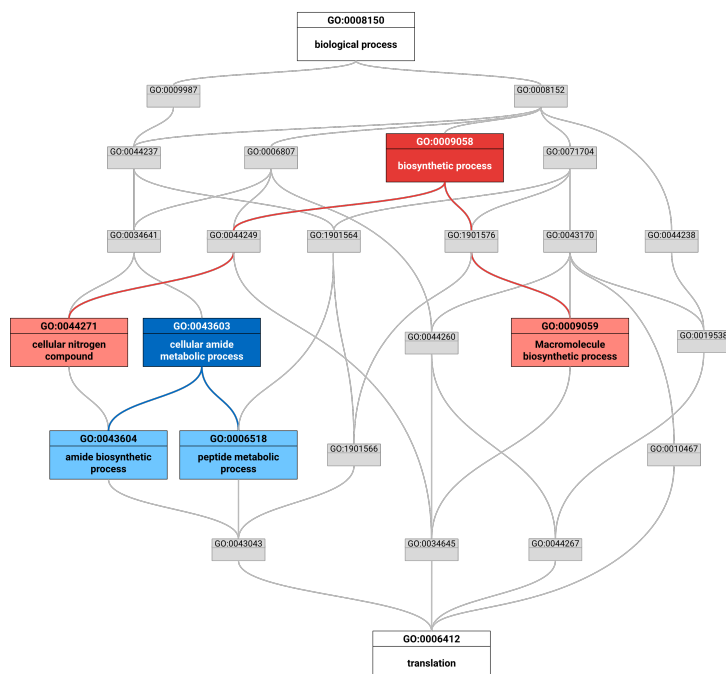 GO:0008150
biological process
GO:0009987
GO:0008152
GO:0044237
GO:0006807
GO:0009058
biosynthetic process
GO:0071704
GO:0034641
GO:0044249
GO:1901564
GO:1901576
GO:0043170
GO:0044238
GO:0044271
cellular nitrogen
compound
GO:0043603
cellular amide
metabolic process
GO:0044260
GO:0009059
Macromolecule
biosynthetic process
GO:0019538
GO:0043604
amide biosynthetic
process
GO:0006518
peptide metabolic
process
GO:1901566
GO:0010467
GO:0043043
GO:0034645
GO:0044267
GO:0006412
translation